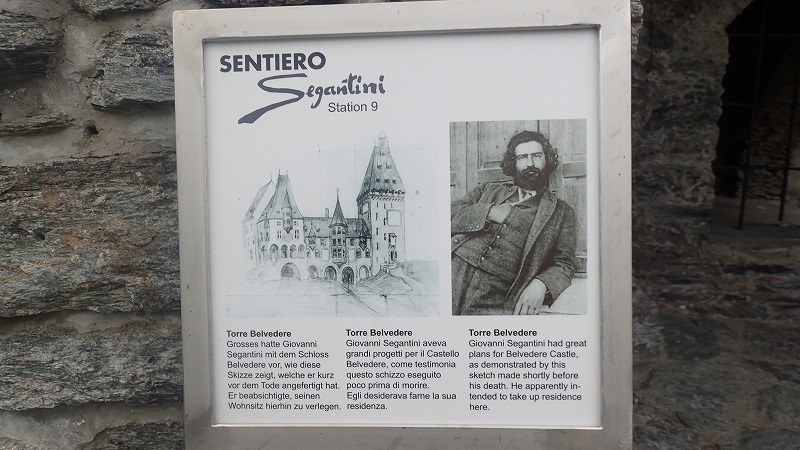 SENTIERO
Segantini
Station 9
Torre Belvedere
Grosses hatte Giovanni
Segantini mit dem Schloss
Belvedere vor, wie diese
Skizze zeigt, welche er kurz
vor dem Tode angefertigt hat.
Er beabsichtigte, seinen
Wohnsitz hierhin zu verlegen.
Torre Belvedere
Giovanni Segantini aveva
grandi progetti per il Castello
Belvedere, come testimonia
questo schizzo eseguito
poco prima di morire.
Egli desiderava farne la sua
residenza.
Torre Belvedere
Giovanni Segantini had great
plans for Belvedere Castle,
as demonstrated by this
sketch made shortly before
his death. He apparently in-
tended to take up residence
here.